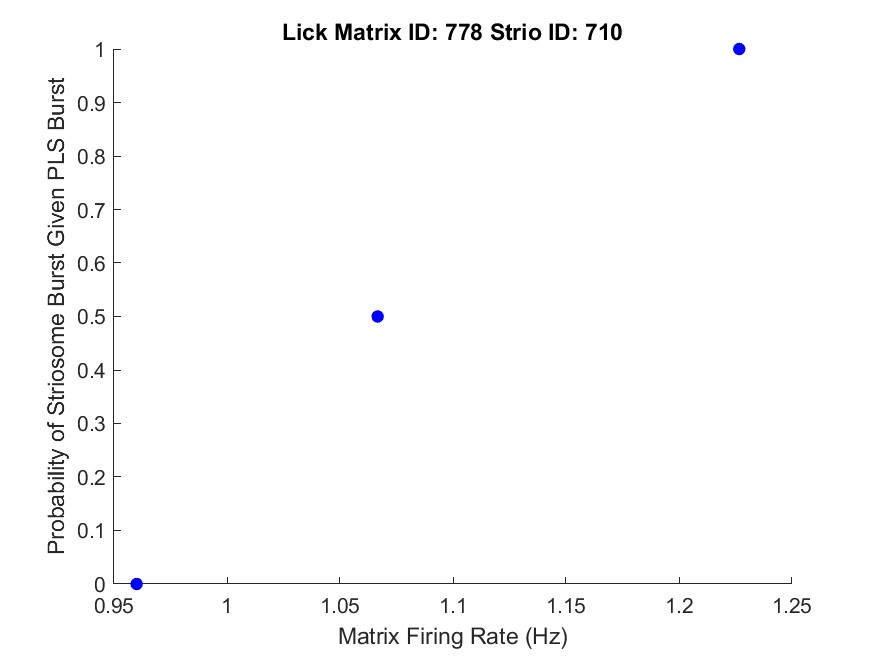 Lick Matrix ID: 778 Strio ID: 710
Probability of Striosome Burst Given PLS Burst
1
0.9
0.8
0.7
0.6
0.5
0.4
0.3
0.2
0.1
0
0.95 1 1.05 1.1 1.15 1.2 1.25
Matrix Firing Rate (Hz)